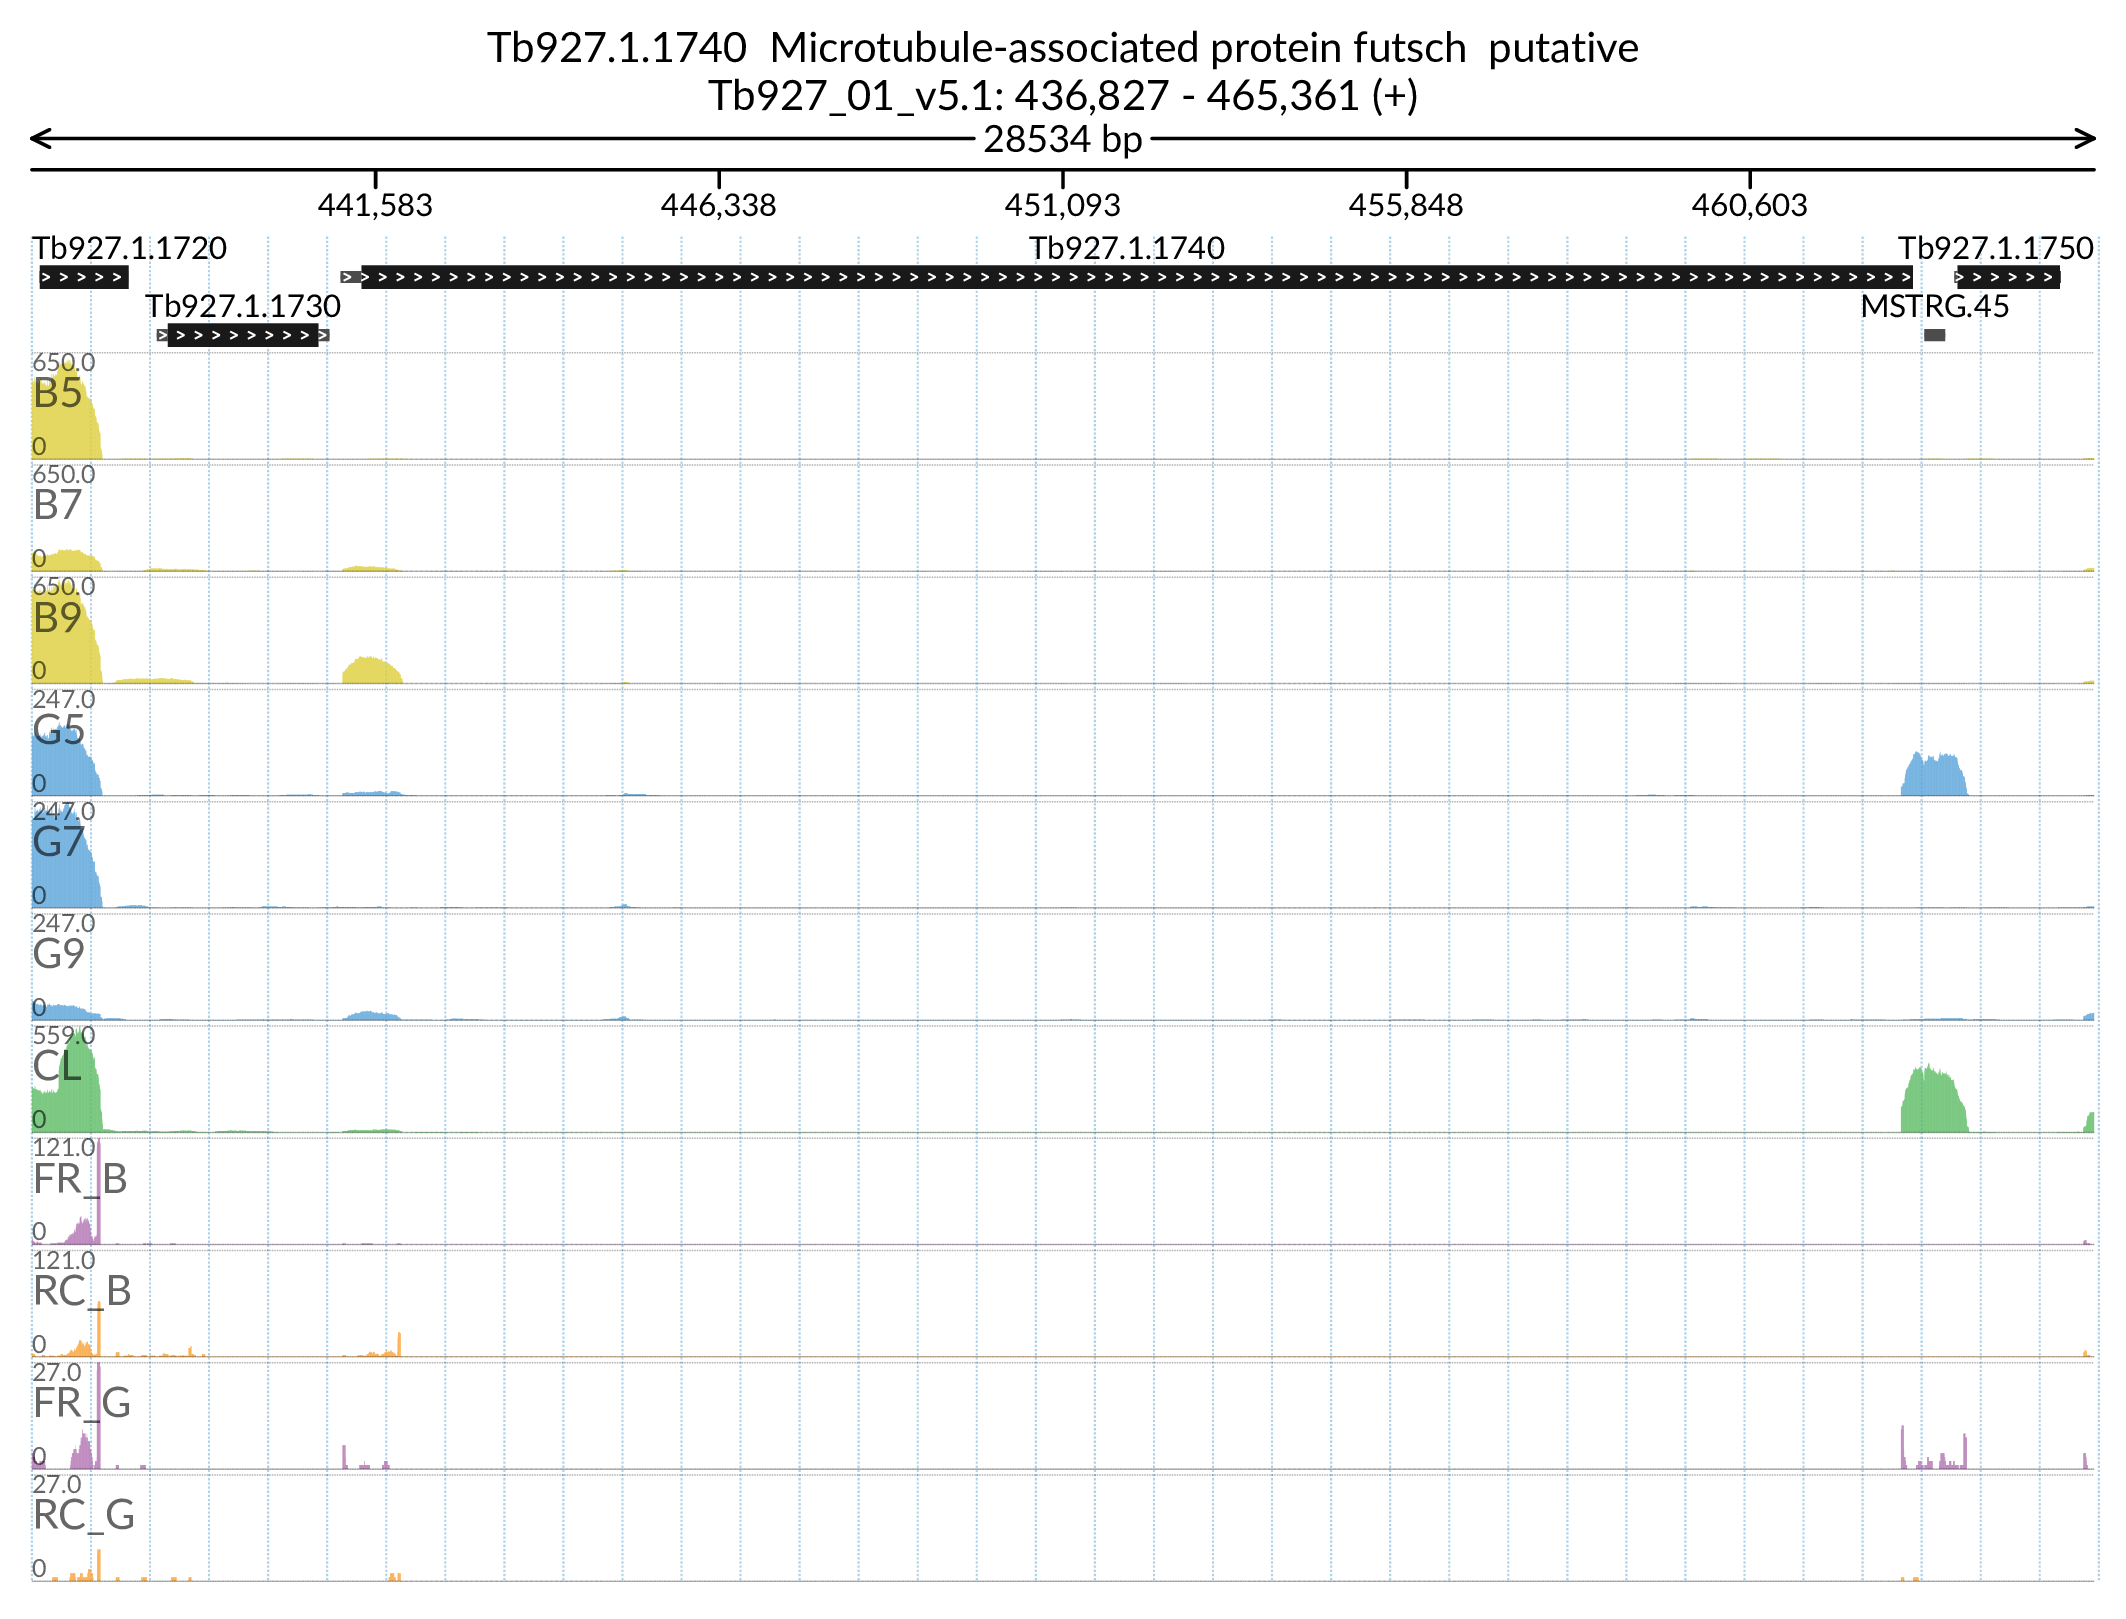 Tb927.1.1740  Microtubule-associated protein futsch  putative
Tb927_01_v5.1: 436,827 - 465,361 (+)
28534 bp
441,583 446,338 451,093 455,848 460,603
Tb927.1.1720 Tb927.1.1740 Tb927.1.1750
Tb927.1.1730 MSTRG.45
650.0
B5
0
650.0
B7
0
650.0
B9
0
247.0
G5
0
247.0
G7
0
247.0
G9
0
559.0
CL
0
121.0
FR_B
0
121.0
RC_B
0
27.0
FR_G
0
27.0
RC_G
0